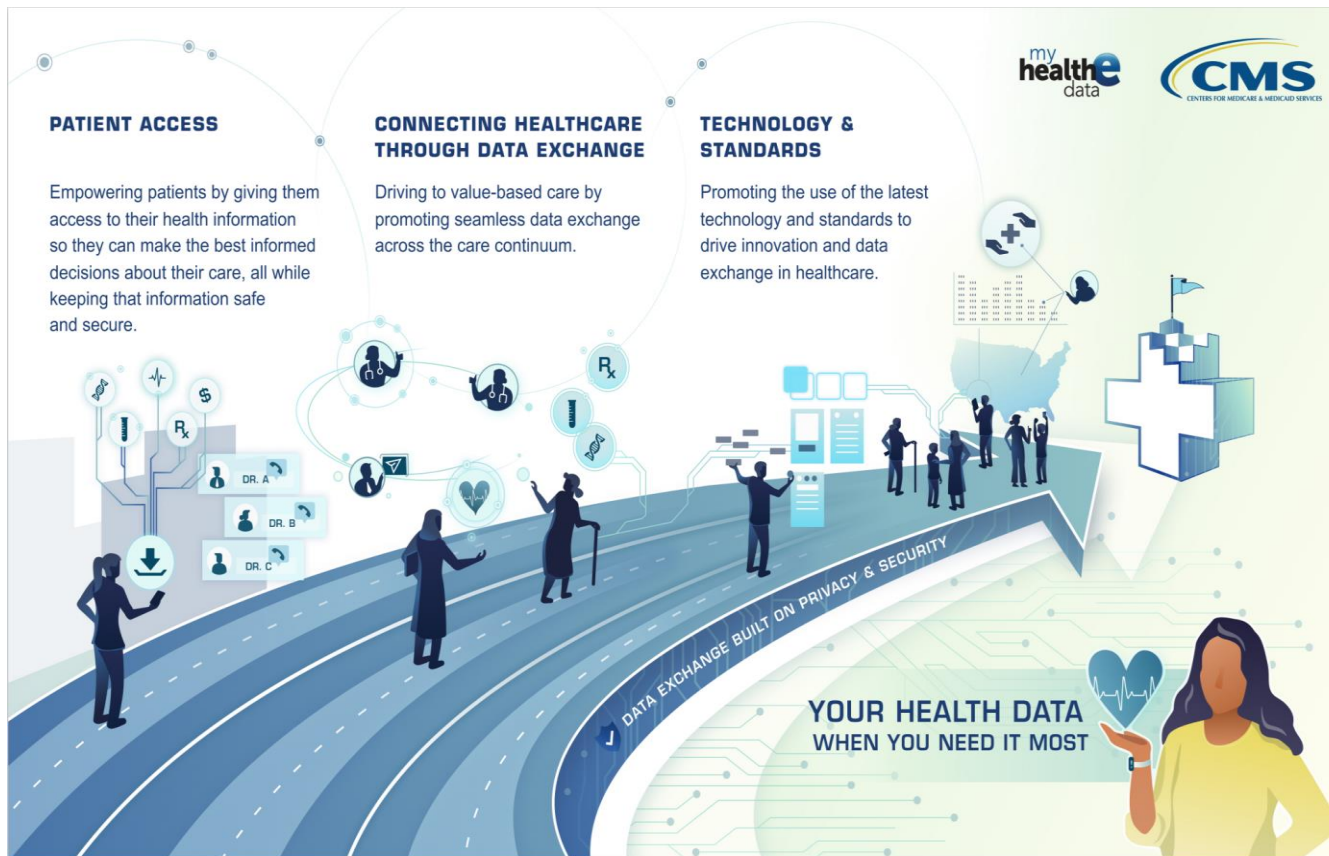 my
healthe
data
CMS
CENTERS FOR MEDICARE & MEDICAID SERVICES
PATIENT ACCESS
Empowering patients by giving them
access to their health information
so they can make the best informed
decisions about their care, all while
keeping that information safe
and secure.
CONNECTING HEALTHCARE
THROUGH DATA EXCHANGE
Driving to value-based care by
promoting seamless data exchange
across the care continuum.
TECHNOLOGY &
STANDARDS
Promoting the use of the latest
technology and standards to
drive innovation and data
exchange in healthcare.
$
Rx
DR. A
DR. B
DR. C
Rx
DATA EXCHANGE BUILT ON PRIVACY & SECURITY
YOUR HEALTH DATA
WHEN YOU NEED IT MOST